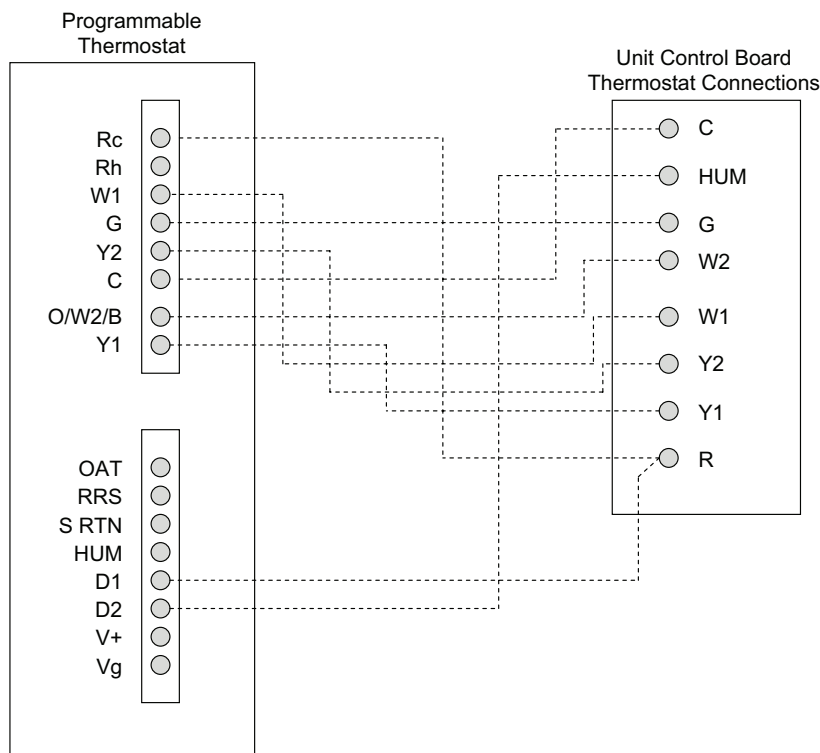 Programmable
Thermostat
Rc
Rh
W1
G
Y2
C
O/W2/B
Y1
OAT
RRS
S RTN
HUM
D1
D2
V+
Vg
Unit Control Board
Thermostat Connections
C
HUM
G
W2
W1
Y2
Y1
R